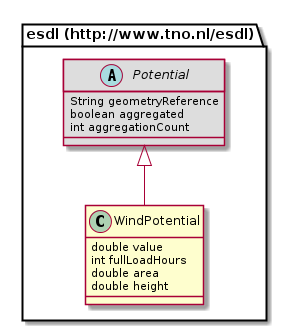 esdl (http://www.tno.nl/esdl)
A Potential
String geometryReference
boolean aggregated
int aggregationCount
C WindPotential
double value
int fullLoadHours
double area
double height